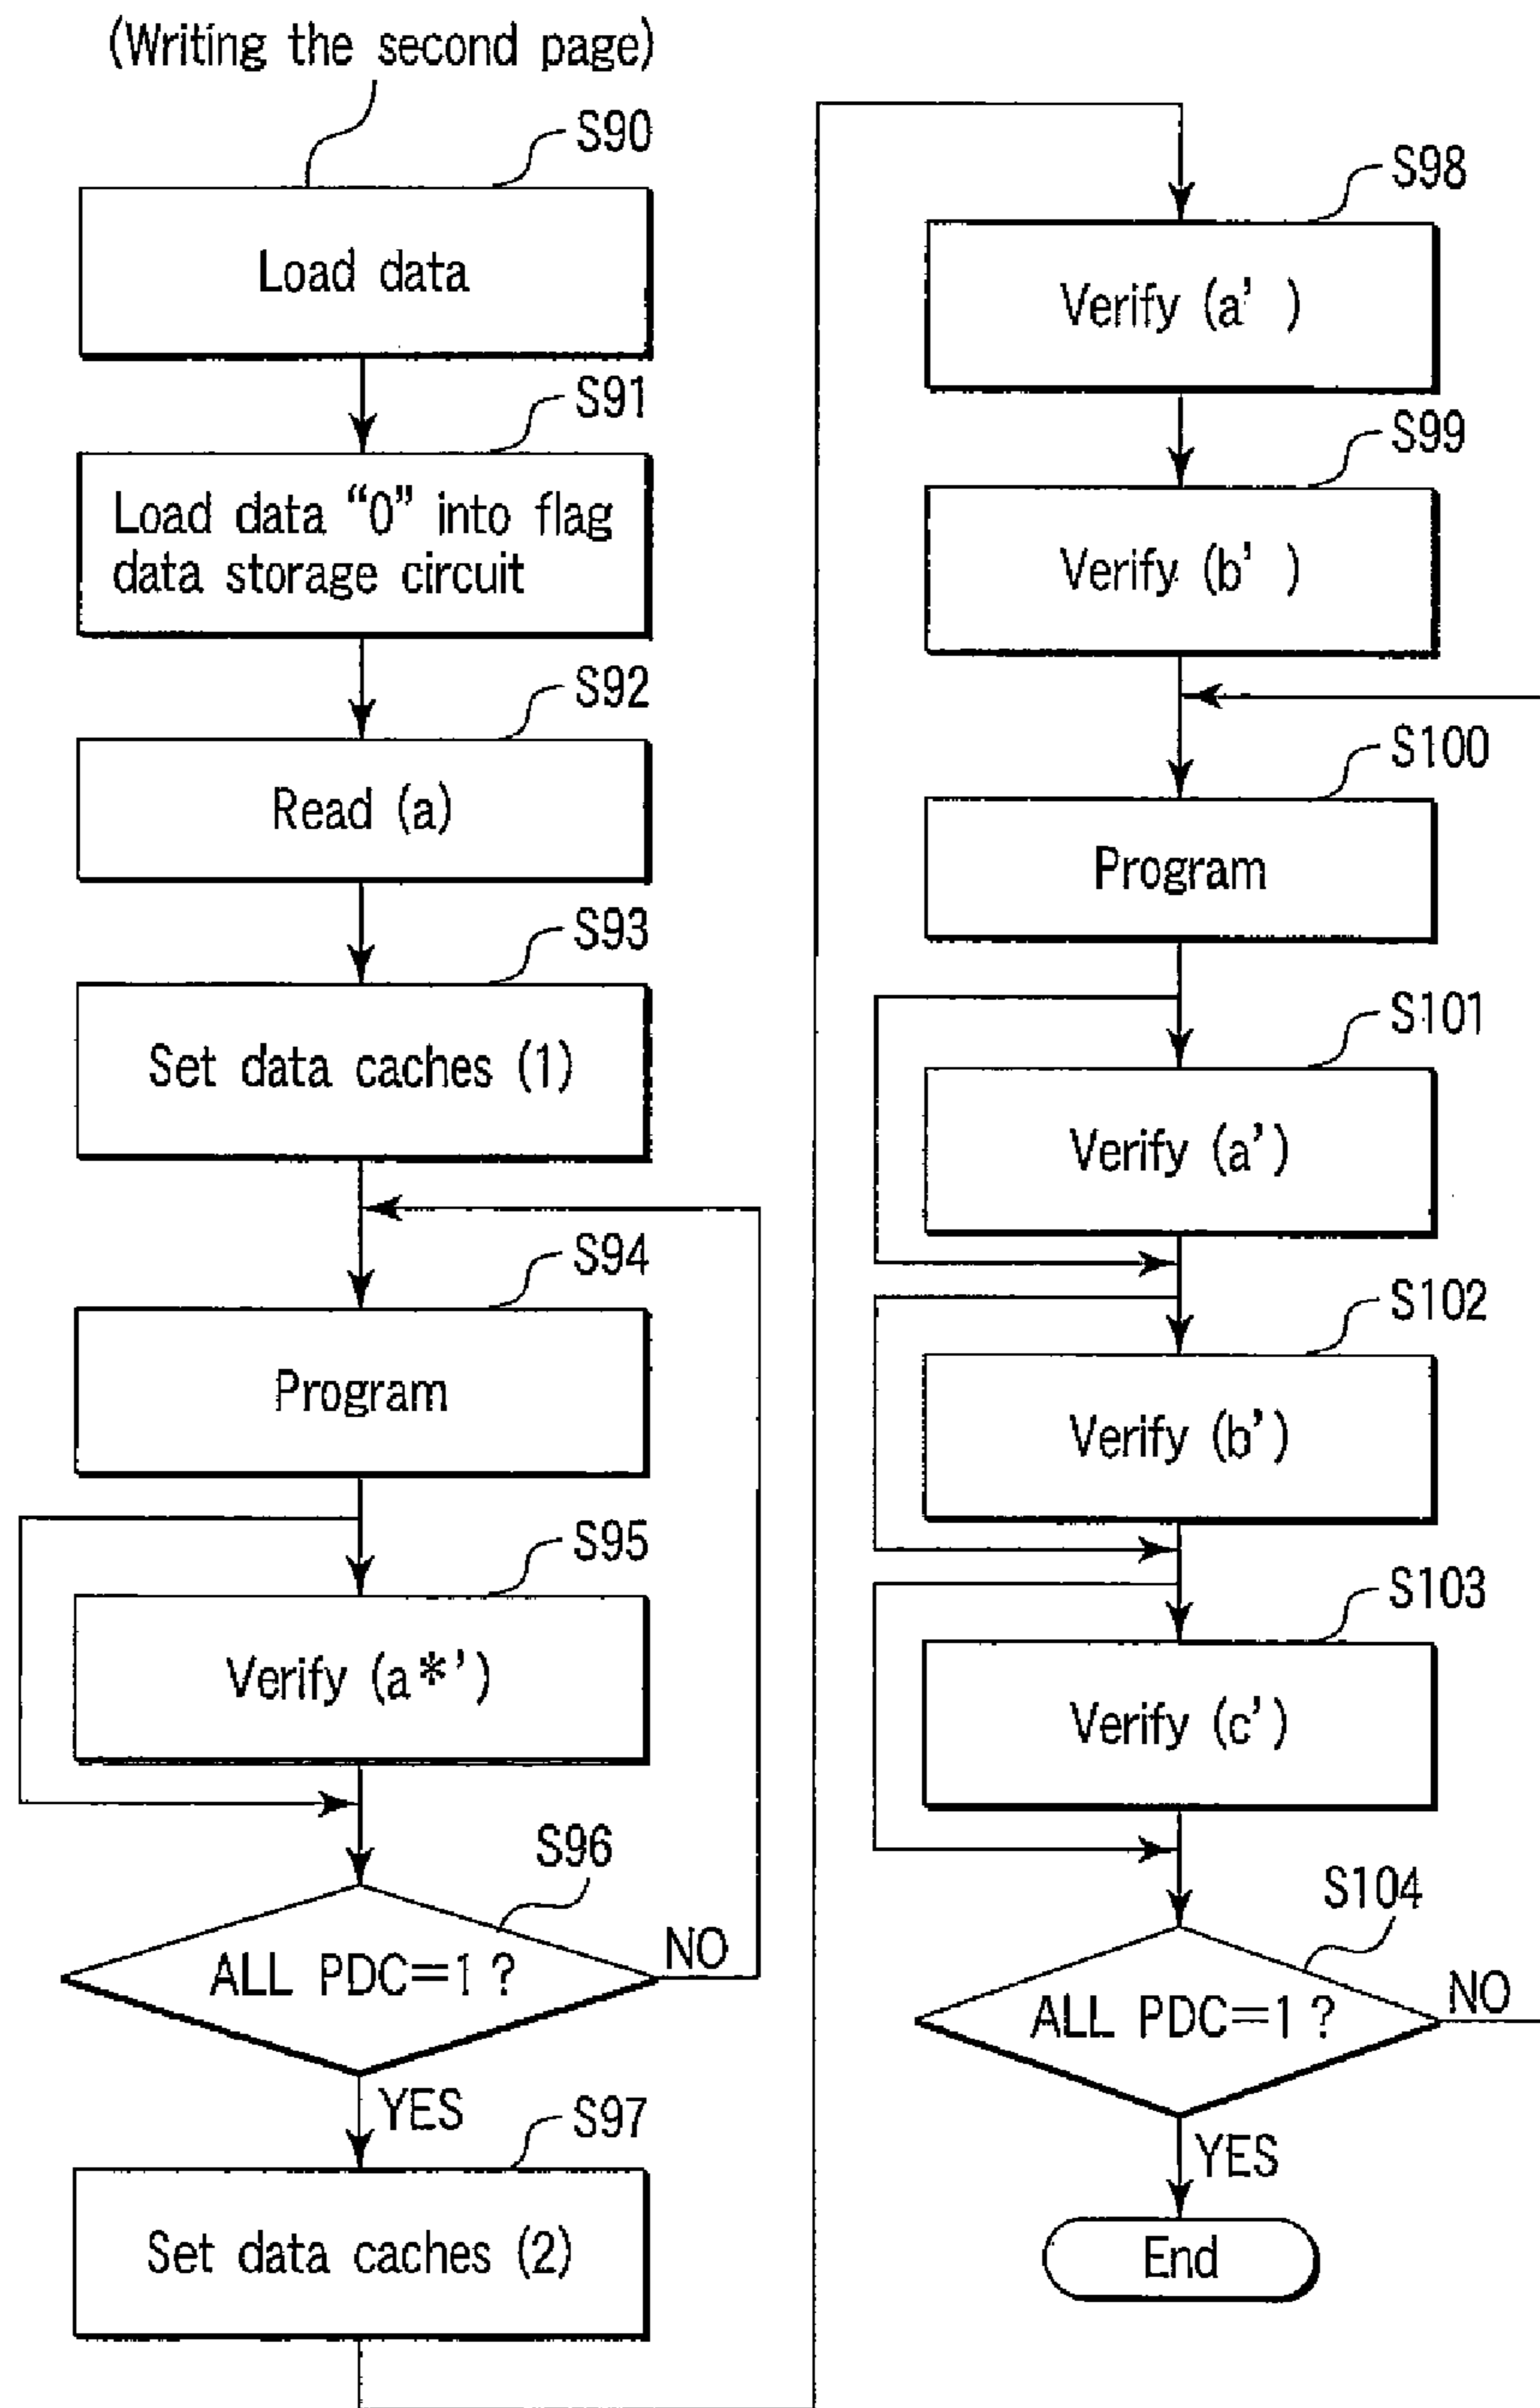 (Writing the second page)
S90
Load data
S91
Load data “0” into flag
data storage circuit
S92
Read (a)
S93
Set data caches (1)
S94
Program
S95
Verify (a*')
S96
ALL PDC=1?
NO
YES
S97
Set data caches (2)
S98
Verify (a' )
S99
Verify (b' )
S100
Program
S101
Verify (a')
S102
Verify (b')
S103
Verify (c')
S104
ALL PDC=1?
NO
YES
End